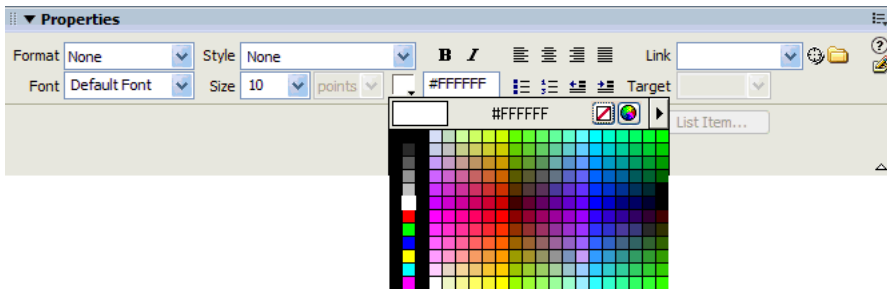 Properties
Format None Style None B I Link
Font Default Font Size 10 points #FFFFFF Target
#FFFFFF
List Item...